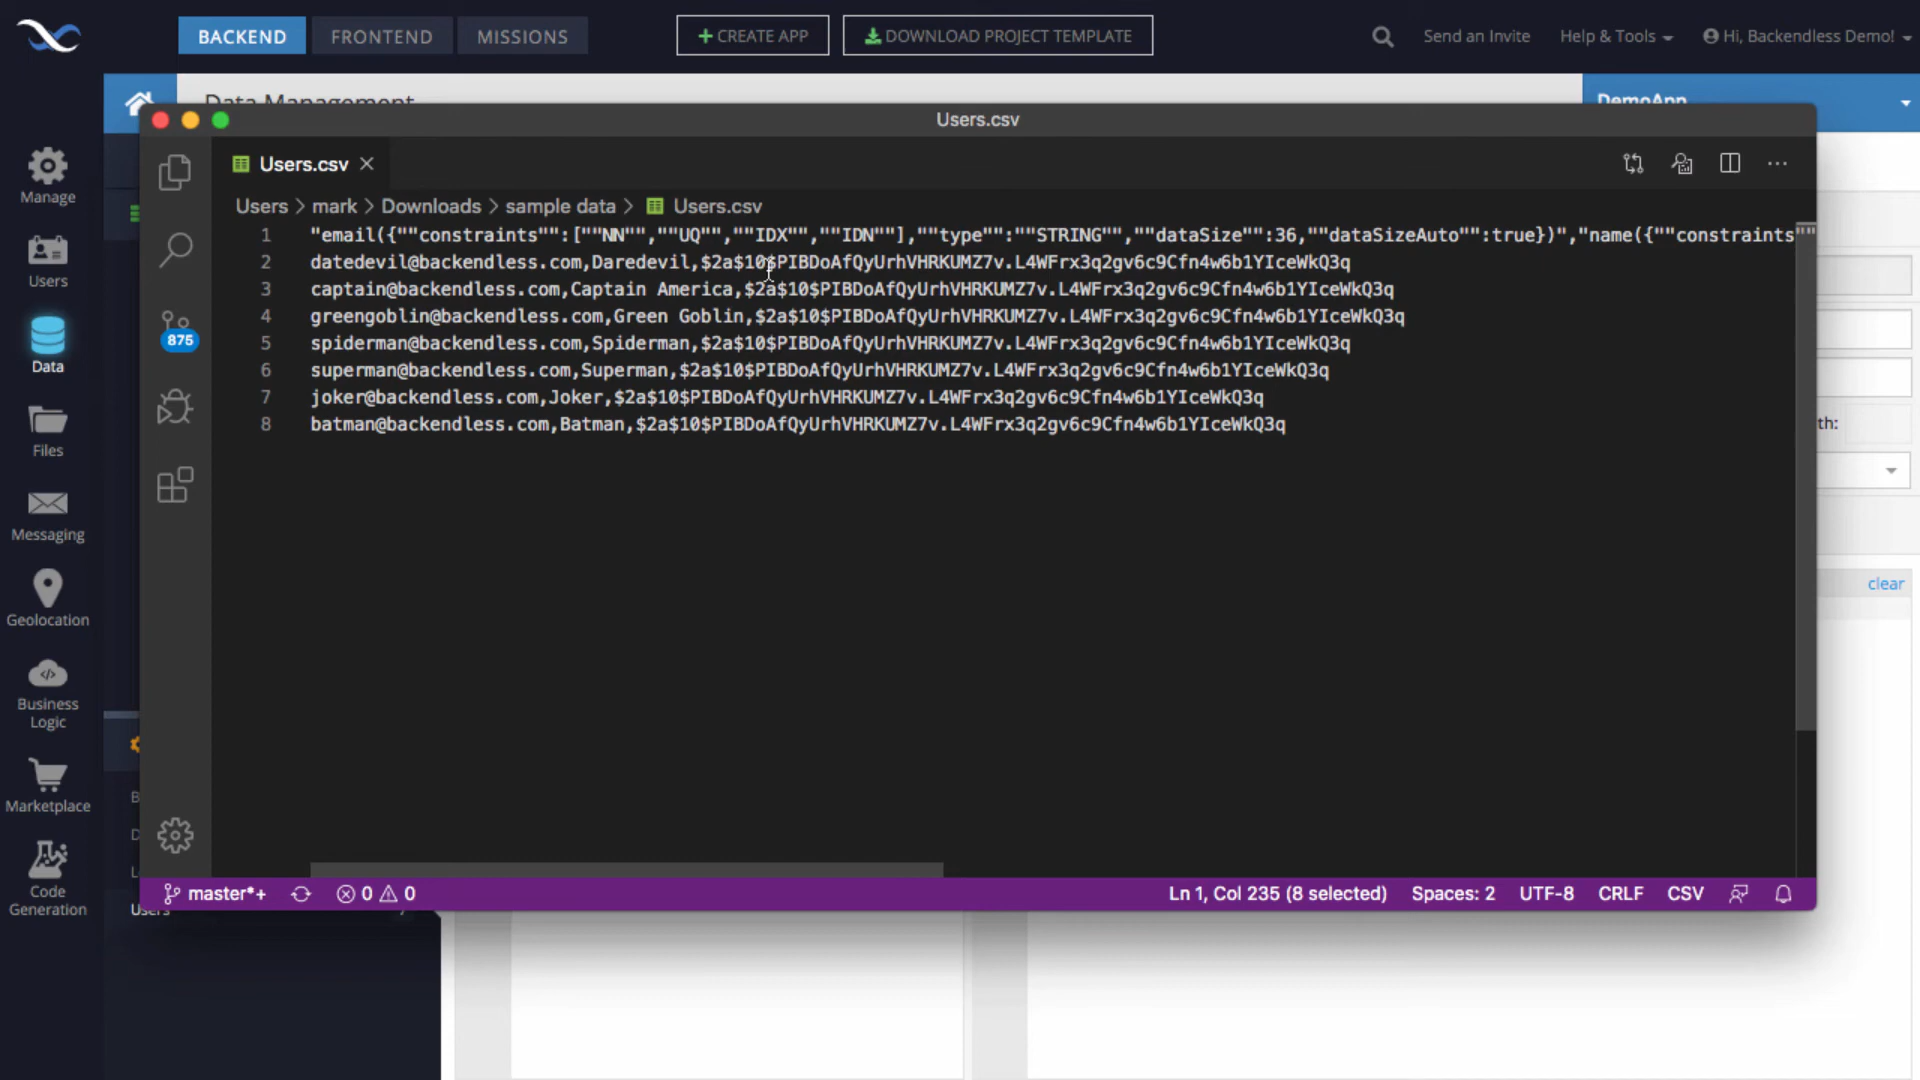 BACKEND
FRONTEND
MISSIONS
+ CREATE APP
DOWNLOAD PROJECT TEMPLATE
Send an Invite
Help & Tools
Hi, Backendless Demo!
Data Management
DemoApp
Users.csv
Users.csv
Users > mark > Downloads > sample data > Users.csv
1 "email({""constraints"":[""NN"",""UQ"",""IDX"",""IDN""],""type"":""STRING"",""dataSize"":36,""dataSizeAuto"":true})","name({""constraints""
2 datedevil@backendless.com,Daredevil,$2a$10$PIBDoAfQyUrhVHRKUMZ7v.L4WFrx3q2gv6c9Cfn4w6b1YIceWkQ3q
3 captain@backendless.com,Captain America,$2a$10$PIBDoAfQyUrhVHRKUMZ7v.L4WFrx3q2gv6c9Cfn4w6b1YIceWkQ3q
4 greengoblin@backendless.com,Green Goblin,$2a$10$PIBDoAfQyUrhVHRKUMZ7v.L4WFrx3q2gv6c9Cfn4w6b1YIceWkQ3q
5 spiderman@backendless.com,Spiderman,$2a$10$PIBDoAfQyUrhVHRKUMZ7v.L4WFrx3q2gv6c9Cfn4w6b1YIceWkQ3q
6 superman@backendless.com,Superman,$2a$10$PIBDoAfQyUrhVHRKUMZ7v.L4WFrx3q2gv6c9Cfn4w6b1YIceWkQ3q
7 joker@backendless.com,Joker,$2a$10$PIBDoAfQyUrhVHRKUMZ7v.L4WFrx3q2gv6c9Cfn4w6b1YIceWkQ3q
8 batman@backendless.com,Batman,$2a$10$PIBDoAfQyUrhVHRKUMZ7v.L4WFrx3q2gv6c9Cfn4w6b1YIceWkQ3q
875
Manage
Users
Data
Files
Messaging
Geolocation
Business
Logic
Marketplace
Code
Generation
th:
clear
B
D
L
Users
master*+
0
0
Ln 1, Col 235 (8 selected)
Spaces: 2
UTF-8
CRLF
CSV